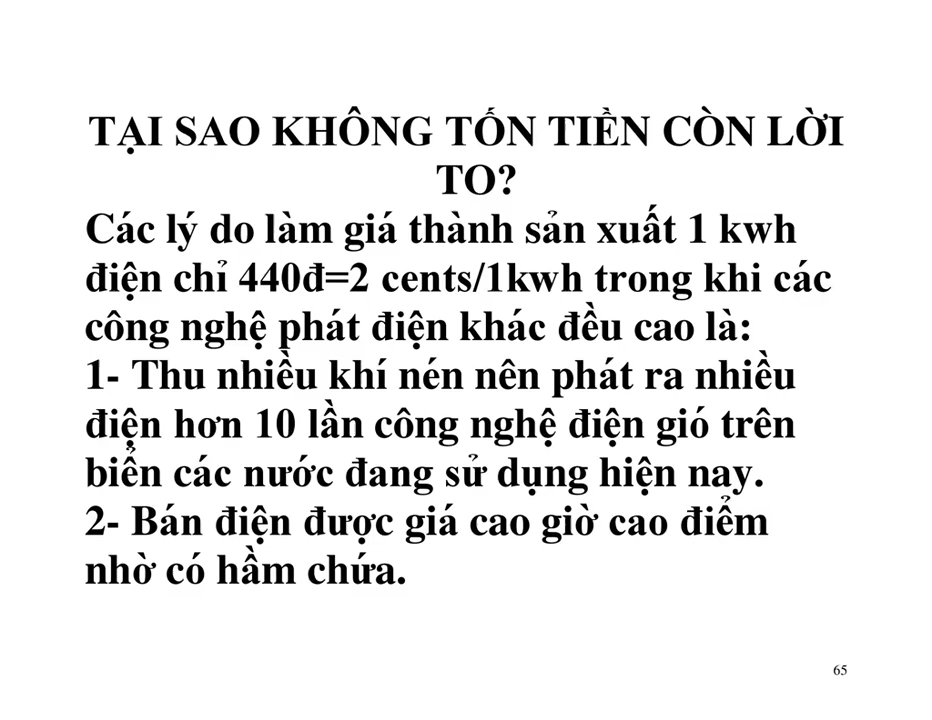 TẠI SAO KHÔNG TỐN TIỀN CÒN LỜI
TO?
Các lý do làm giá thành sản xuất 1 kwh
điện chỉ 440đ=2 cents/1kwh trong khi các
công nghệ phát điện khác đều cao là:
1- Thu nhiều khí nén nên phát ra nhiều
điện hơn 10 lần công nghệ điện gió trên
biển các nước đang sử dụng hiện nay.
2- Bán điện được giá cao giờ cao điểm
nhờ có hầm chứa.
65